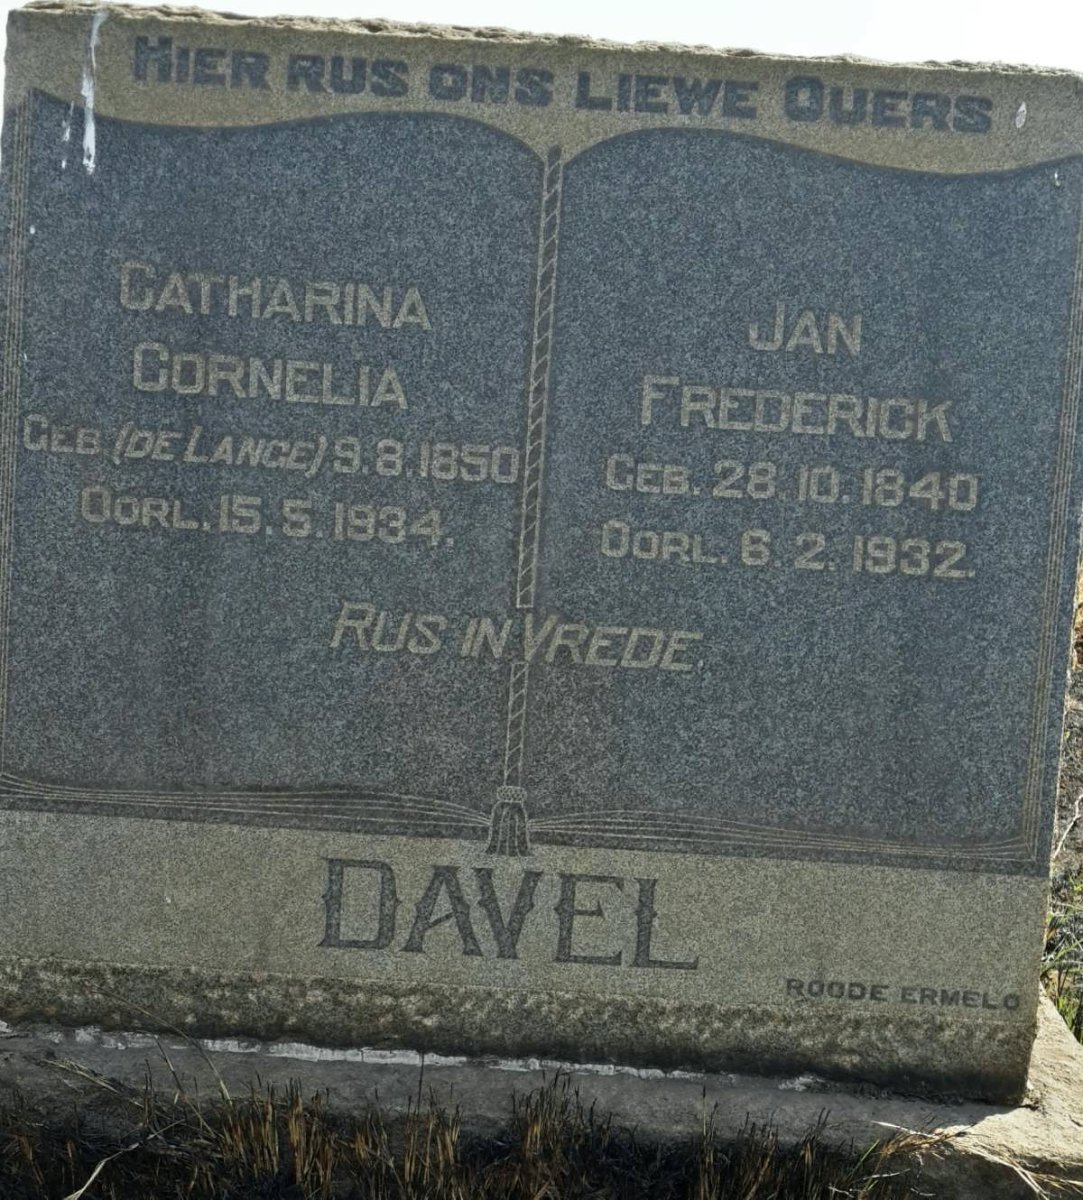 HIER RUS ONS LIEWE OUERS
CATHARINA
CORNELIA
GEB (DE LANGE) 9.8.1850
OORL. 15.5.1934.
JAN
FREDERICK
GEB. 28.10.1840
OORL. 6.2.1932.
RUS IN VREDE.
DAVEL
ROODE ERMELO